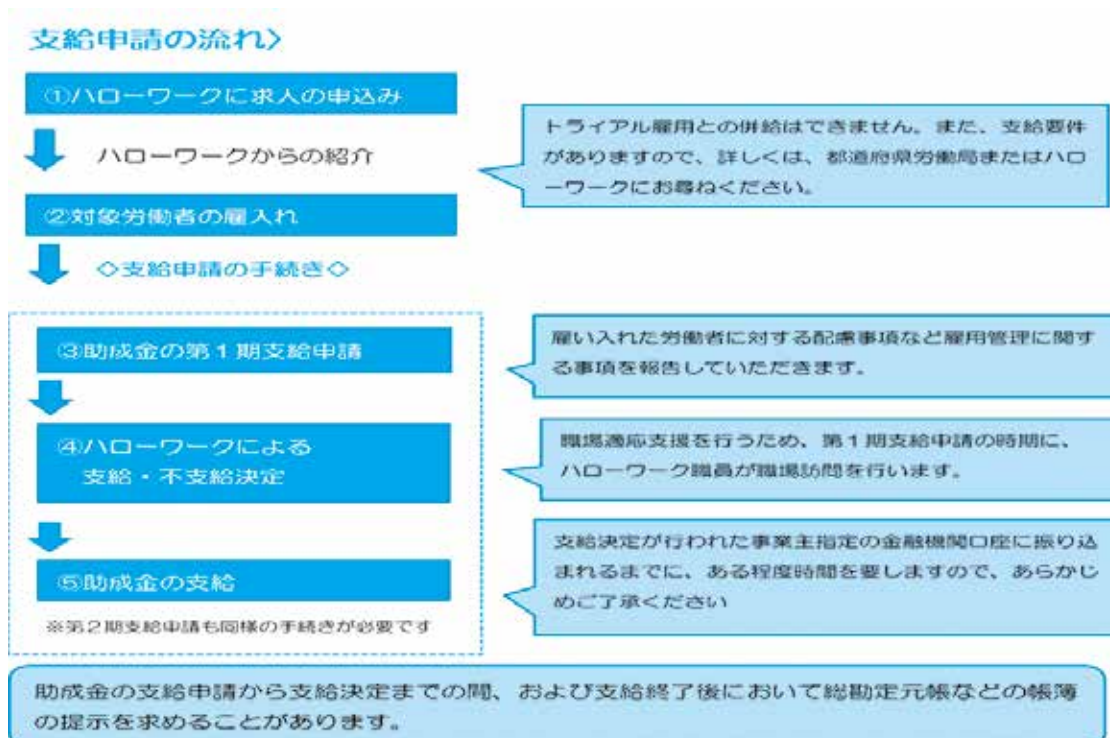 支給申請の流れ〉
①ハローワークに求人の申込み
ハローワークからの紹介
トライアル雇用との併給はできません。また、支給要件
がありますので、詳しくは、都道府県労働局またはハロ
ーワークにお尋ねください。
②対象労働者の雇入れ
◇支給申請の手続き◇
③助成金の第1期支給申請
雇い入れた労働者に対する配慮事項など雇用管理に関す
る事項を報告していただきます。
④ハローワークによる
支給・不支給決定
職場適応支援を行うため、第1期支給申請の時期に、
ハローワーク職員が職場訪問を行います。
⑤助成金の支給
支給決定が行われた事業主指定の金融機関口座に振り込
まれるまでに、ある程度時間を要しますので、あらかじ
めご了承ください
※第2期支給申請も同様の手続きが必要です
助成金の支給申請から支給決定までの間、および支給終了後において総勘定元帳などの帳簿
の提示を求めることがあります。